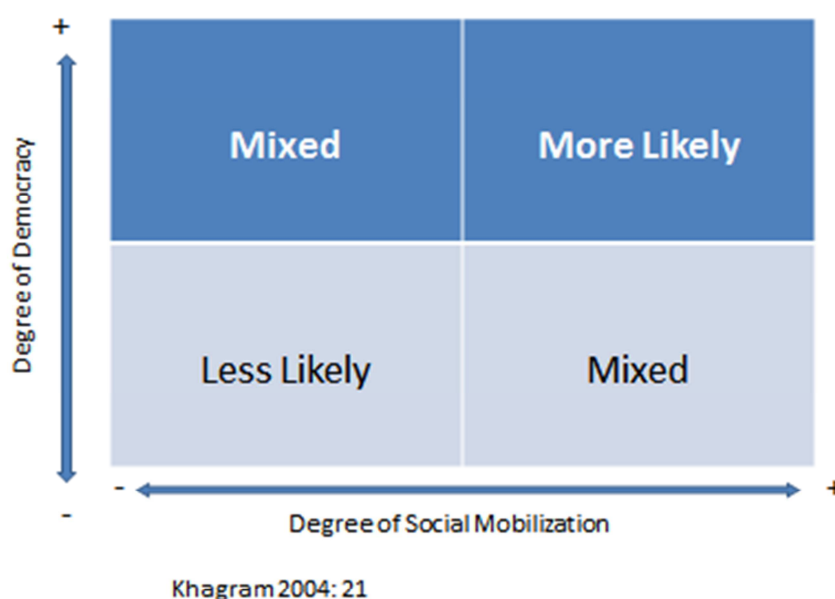 +
Degree of Democracy
Mixed
More Likely
Less Likely
Mixed
-
-
+
Degree of Social Mobilization
Khagram 2004: 21